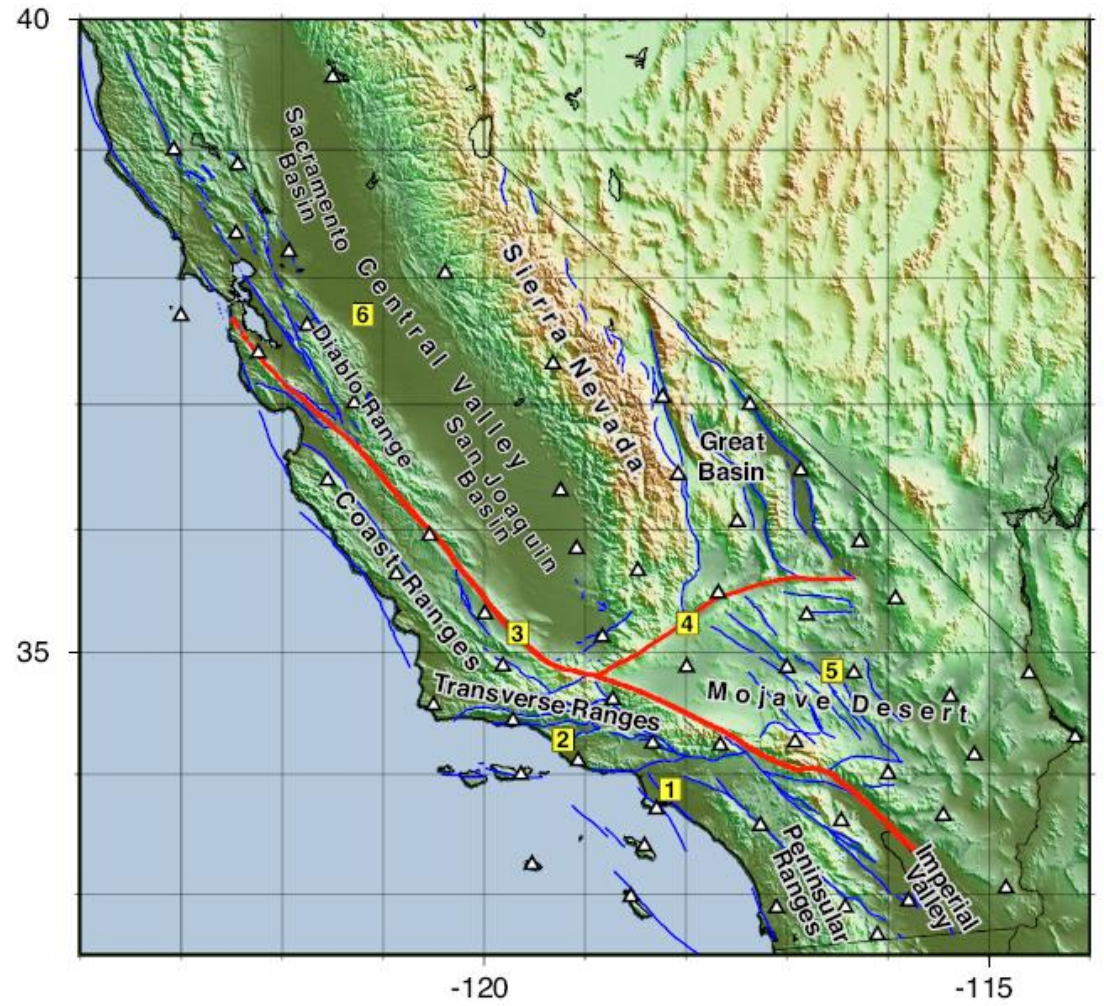 40
Sacramento
Basin
Central Valley
6
Sierra Nevada
Diablo Range
San Joaquin
Basin
Great
Basin
Coast Ranges
3
4
35
5
Mojave Desert
Transverse Ranges
2
1
Peninsular
Ranges
Imperial
Valley
-120
-115